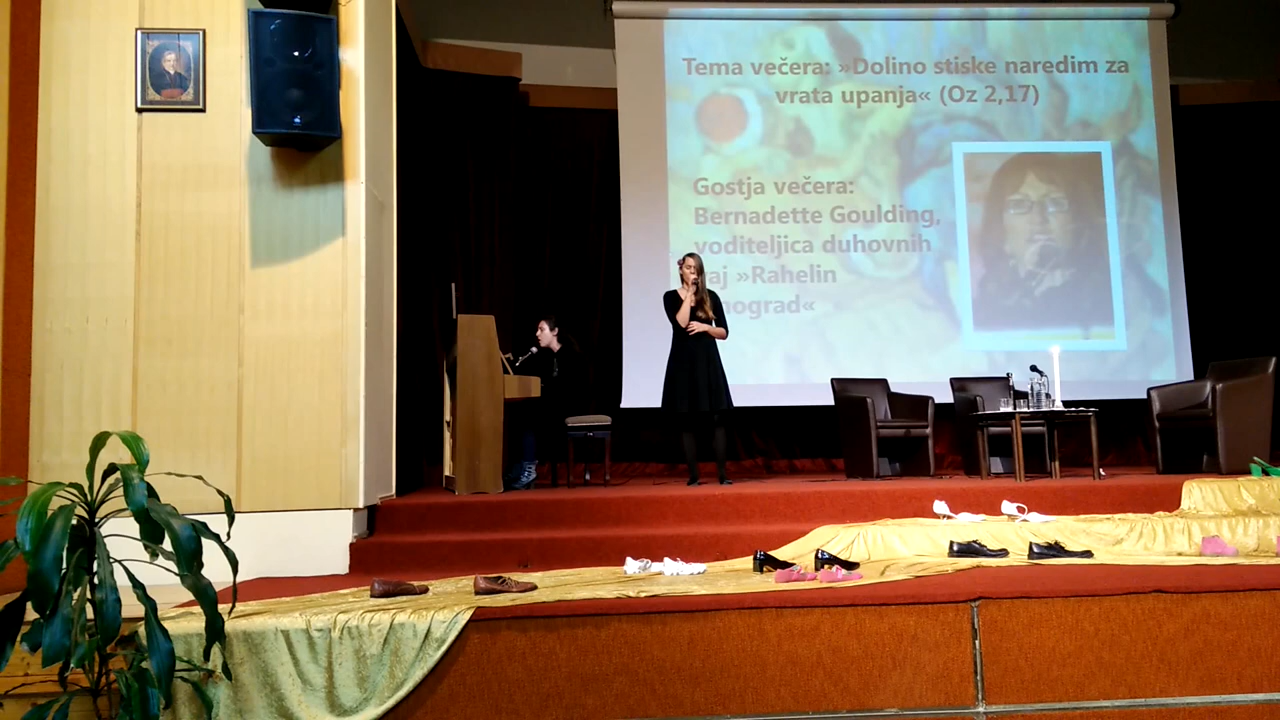 Tema večera: »Dolino stiske naredim za
vrata upanja« (Oz 2,17)
Gostja večera:
Bernadette Goulding,
voditeljica duhovnih
»Rahelin